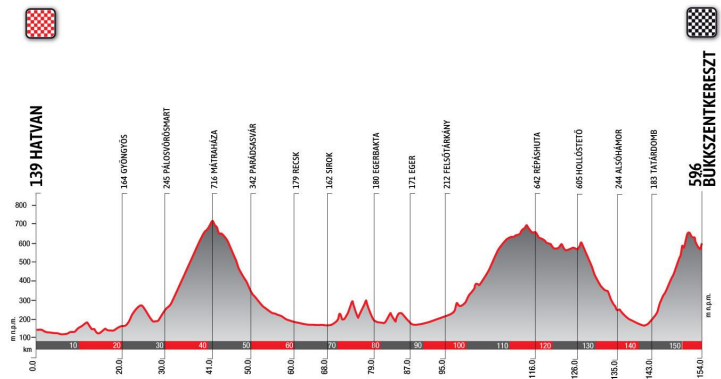 139 HATVAN
164 GYÖNGYÖS
245 PÁLOSVÖRÖSMART
716 MÁTRAHÁZA
342 PARÁDSASVÁR
179 RECSK
162 SIROK
180 EGERBAKTA
171 EGER
212 FELSŐTÁRKÁNY
642 RÉPÁSHUTA
605 HOLLÓSTETŐ
244 ALSÓHÁMOR
183 TATÁRDOMB
596
BÜKKSZENTKERESZT
800
700
600
500
400
300
200
100
m n.p.m.
m n.p.m.
km
10 20 30 40 50 60 70 80 90 100 110 120 130 140 150
0.0 20.0 31.0 41.0 50.0 60.0 68.0 79.0 87.0 95.0 116.0 126.0 135.0 143.0 154.0